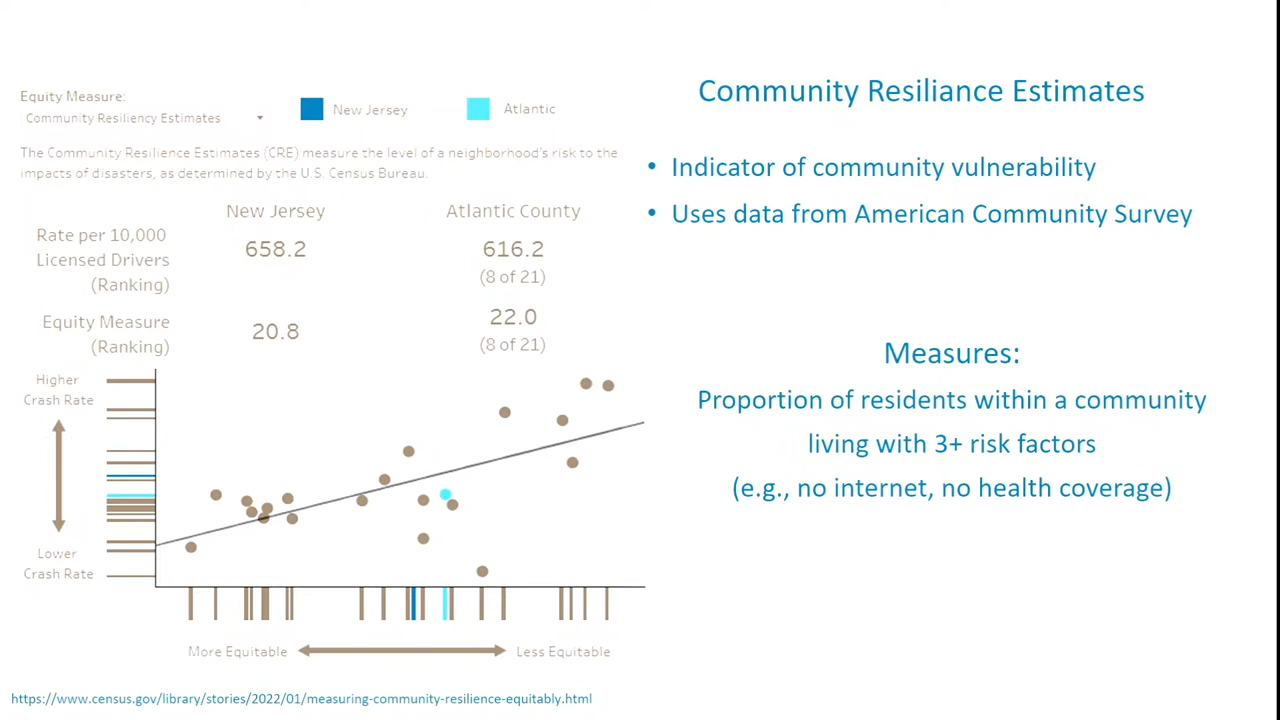 Equity Measure:
Community Resiliency Estimates
New Jersey
Atlantic
The Community Resilience Estimates (CRE) measure the level of a neighborhood's risk to the
impacts of disasters, as determined by the U.S. Census Bureau.
New Jersey
Atlantic County
Rate per 10,000
Licensed Drivers
(Ranking)
658.2
616.2
(8 of 21)
Equity Measure
(Ranking)
20.8
22.0
(8 of 21)
Higher
Crash Rate
Lower
Crash Rate
More Equitable
Less Equitable
Community Resiliance Estimates
• Indicator of community vulnerability
• Uses data from American Community Survey
Measures:
Proportion of residents within a community
living with 3+ risk factors
(e.g., no internet, no health coverage)
https://www.census.gov/library/stories/2022/01/measuring-community-resilience-equitably.html